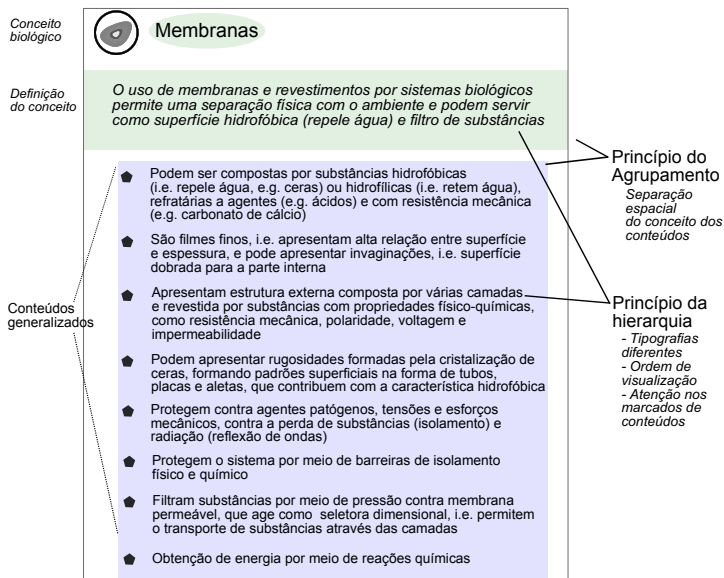 Conceito
biológico
Membranas
Definição
do conceito
O uso de membranas e revestimentos por sistemas biológicos
permite uma separação física com o ambiente e podem servir
como superfície hidrofóbica (repele água) e filtro de substâncias
Podem ser compostas por substâncias hidrofóbicas
(i.e. repele água, e.g. ceras) ou hidrofílicas (i.e. retem água),
refratárias a agentes (e.g. ácidos) e com resistência mecânica
(e.g. carbonato de cálcio)
São filmes finos, i.e. apresentam alta relação entre superfície
e espessura, e pode apresentar invaginações, i.e. superfície
dobrada para a parte interna
Apresentam estrutura externa composta por várias camadas
e revestida por substâncias com propriedades físico-químicas,
como resistência mecânica, polaridade, voltagem e
impermeabilidade
Podem apresentar rugosidades formadas pela cristalização de
ceras, formando padrões superficiais na forma de tubos,
placas e aletas, que contribuem com a característica hidrofóbica
Protegem contra agentes patógenos, tensões e esforços
mecânicos, contra a perda de substâncias (isolamento) e
radiação (reflexão de ondas)
Protegem o sistema por meio de barreiras de isolamento
físico e químico
Filtram substâncias por meio de pressão contra membrana
permeável, que age como seletora dimensional, i.e. permitem
o transporte de substâncias através das camadas
Obtenção de energia por meio de reações químicas
Conteúdos
generalizados
Princípio do
Agrupamento
Separação
espacial
do conceito dos
conteúdos
Princípio da
hierarquia
- Tipografias
diferentes
- Ordem de
visualização
- Atenção nos
marcados de
conteúdos